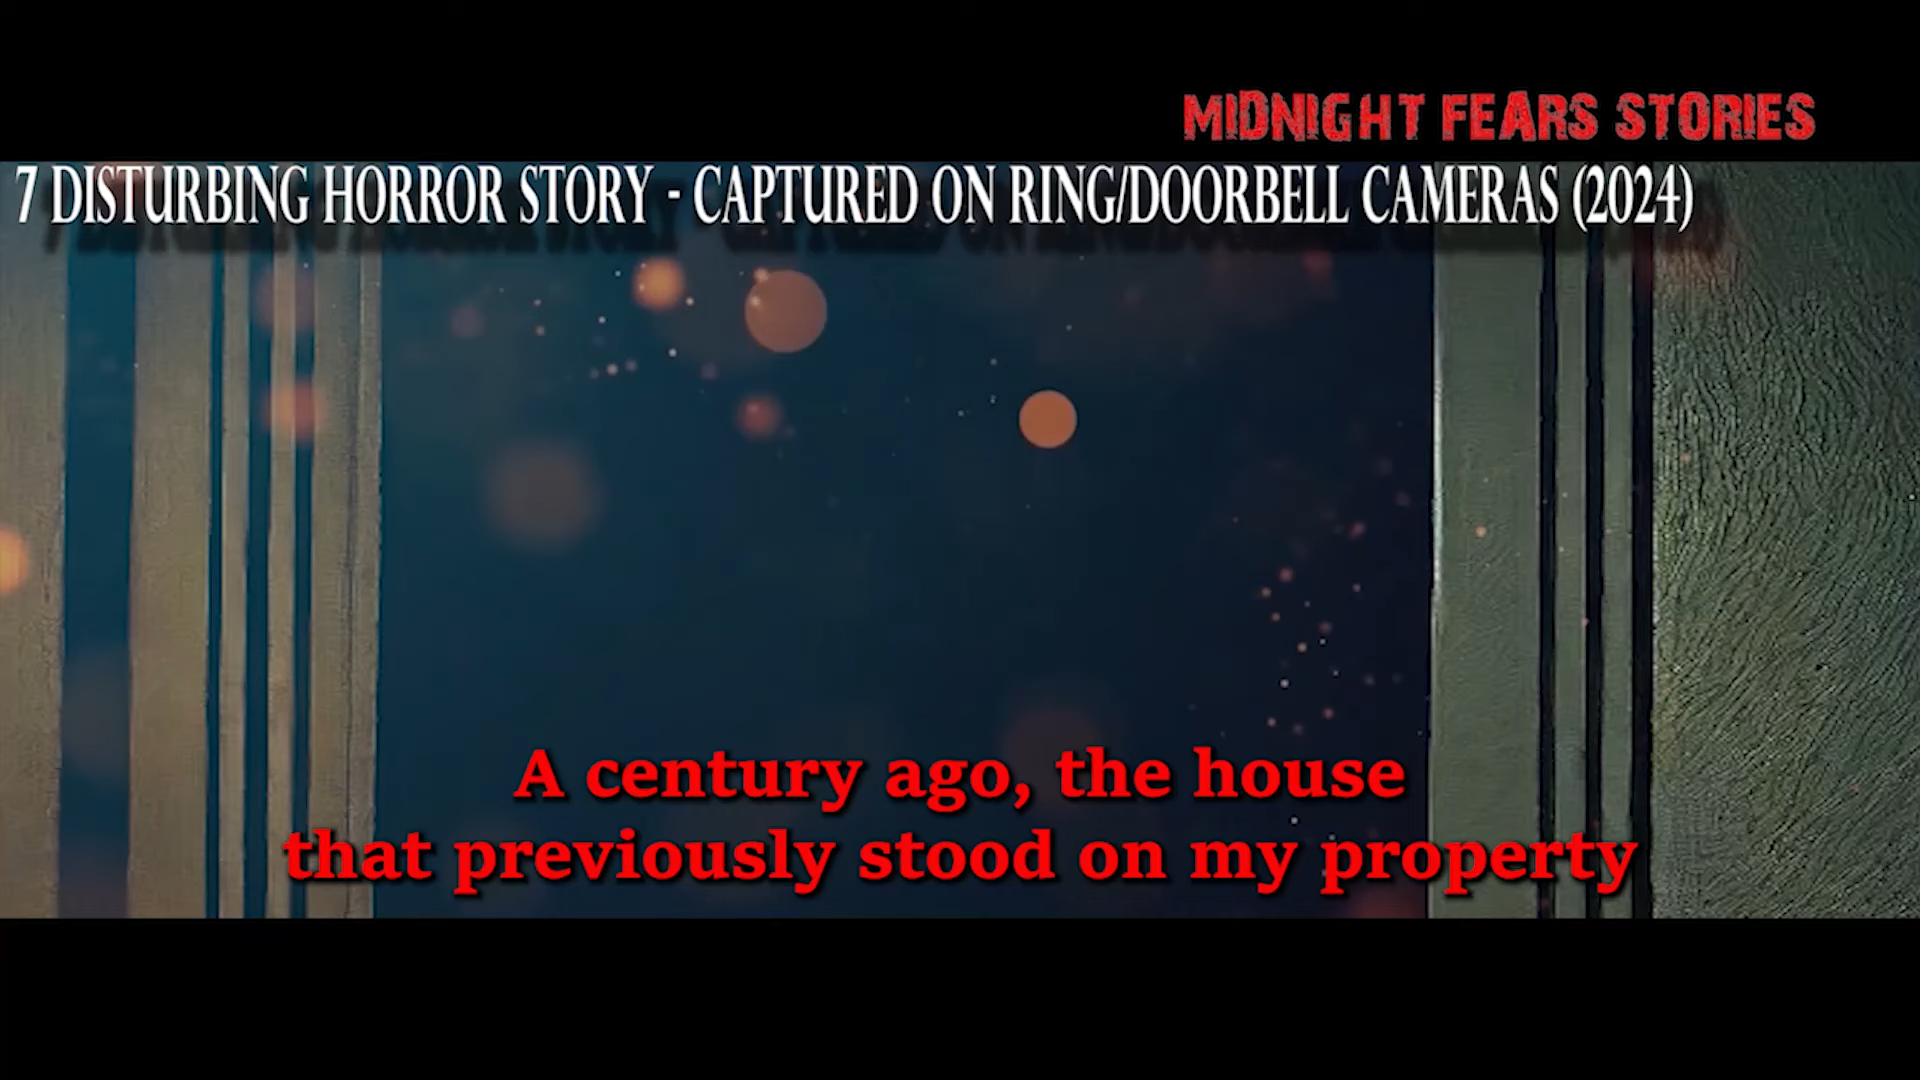 MIDNIGHT FEARS STORIES
7 DISTURBING HORROR STORY - CAPTURED ON RING/DOORBELL CAMERAS (2024)
A century ago, the house
that previously stood on my property